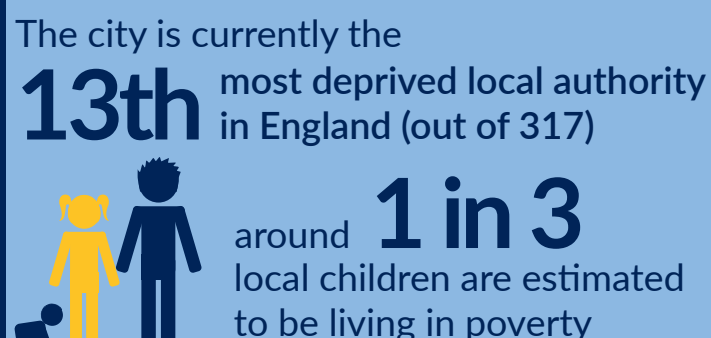 The city is currently the
13th most deprived local authority
in England (out of 317)
around 1 in 3
local children are estimated
to be living in poverty